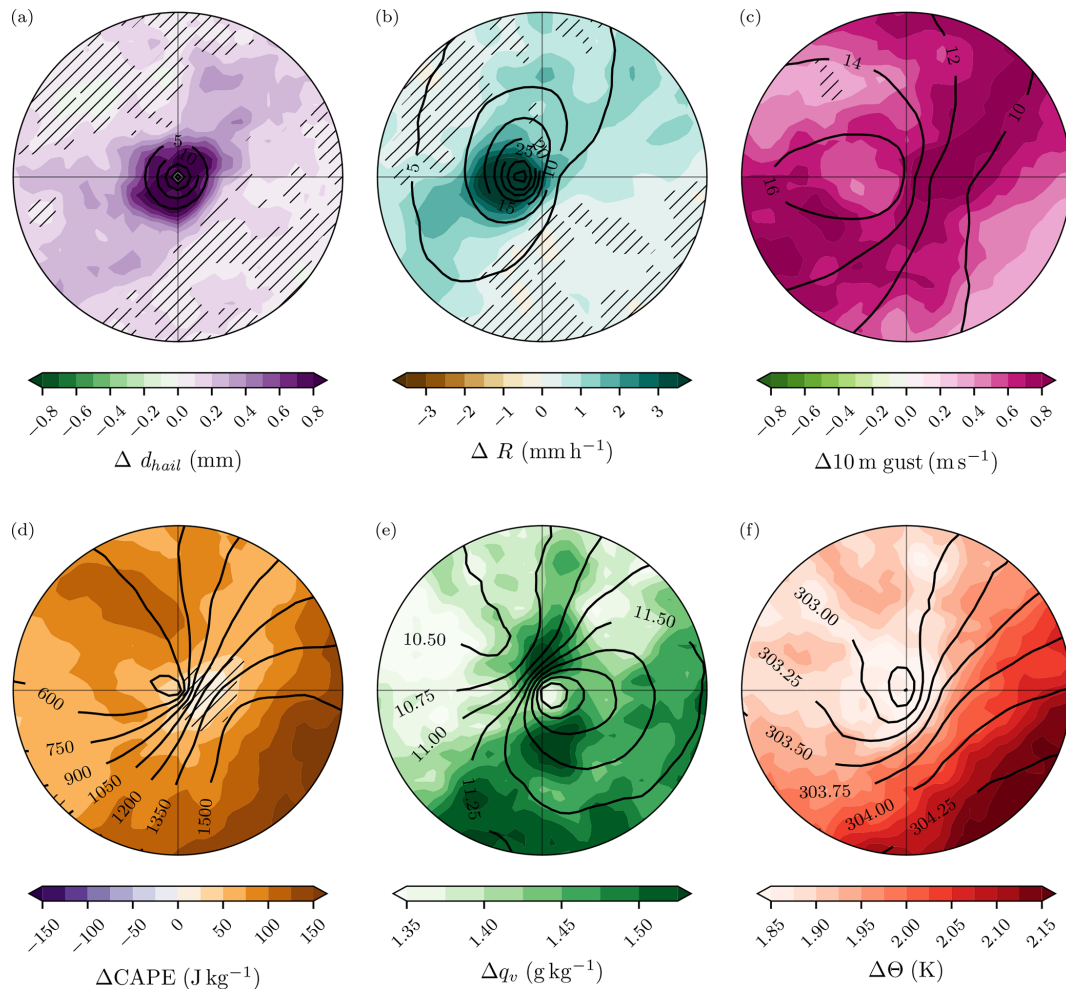 (a)
(b)
(c)
5
10
5
25
20
10
15
14
12
10
16
−0.8 −0.6 −0.4 −0.2 0.0 0.2 0.4 0.6 0.8
−3 −2 −1 0 1 2 3
−0.8 −0.6 −0.4 −0.2 0.0 0.2 0.4 0.6 0.8
Δ d_hail (mm)
Δ R (mm h⁻¹)
Δ10 m gust (m s⁻¹)
(d)
(e)
(f)
600
750
900
1050
1200
1350
1500
10.50
10.75
11.00
11.25
11.50
303.00
303.25
303.50
303.75
304.00
304.25
−150 −100 −50 0 50 100 150
1.35 1.40 1.45 1.50
1.85 1.90 1.95 2.00 2.05 2.10 2.15
ΔCAPE (J kg⁻¹)
Δq_v (g kg⁻¹)
ΔΘ (K)